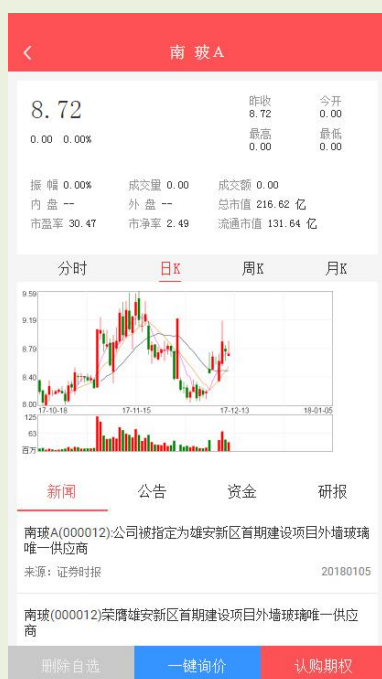 南 玻A
8.72
昨收
8.72
今开
0.00
0.00 0.00%
最高
0.00
最低
0.00
振 幅 0.00% 成交量 0.00 成交额 0.00
内 盘 -- 外 盘 -- 总市值 216.62 亿
市盈率 30.47 市净率 2.49 流通市值 131.64 亿
分时 日K 周K 月K
9.59
9.19
8.79
8.40
8.00
17-10-18 17-11-15 17-12-13 18-01-05
125
63
百万
新闻 公告 资金 研报
南玻A(000012):公司被指定为雄安新区首期建设项目外墙玻璃
唯一供应商
来源: 证券时报 20180105
南玻(000012)荣膺雄安新区首期建设项目外墙玻璃唯一供应
商
删除自选 一键询价 认购期权